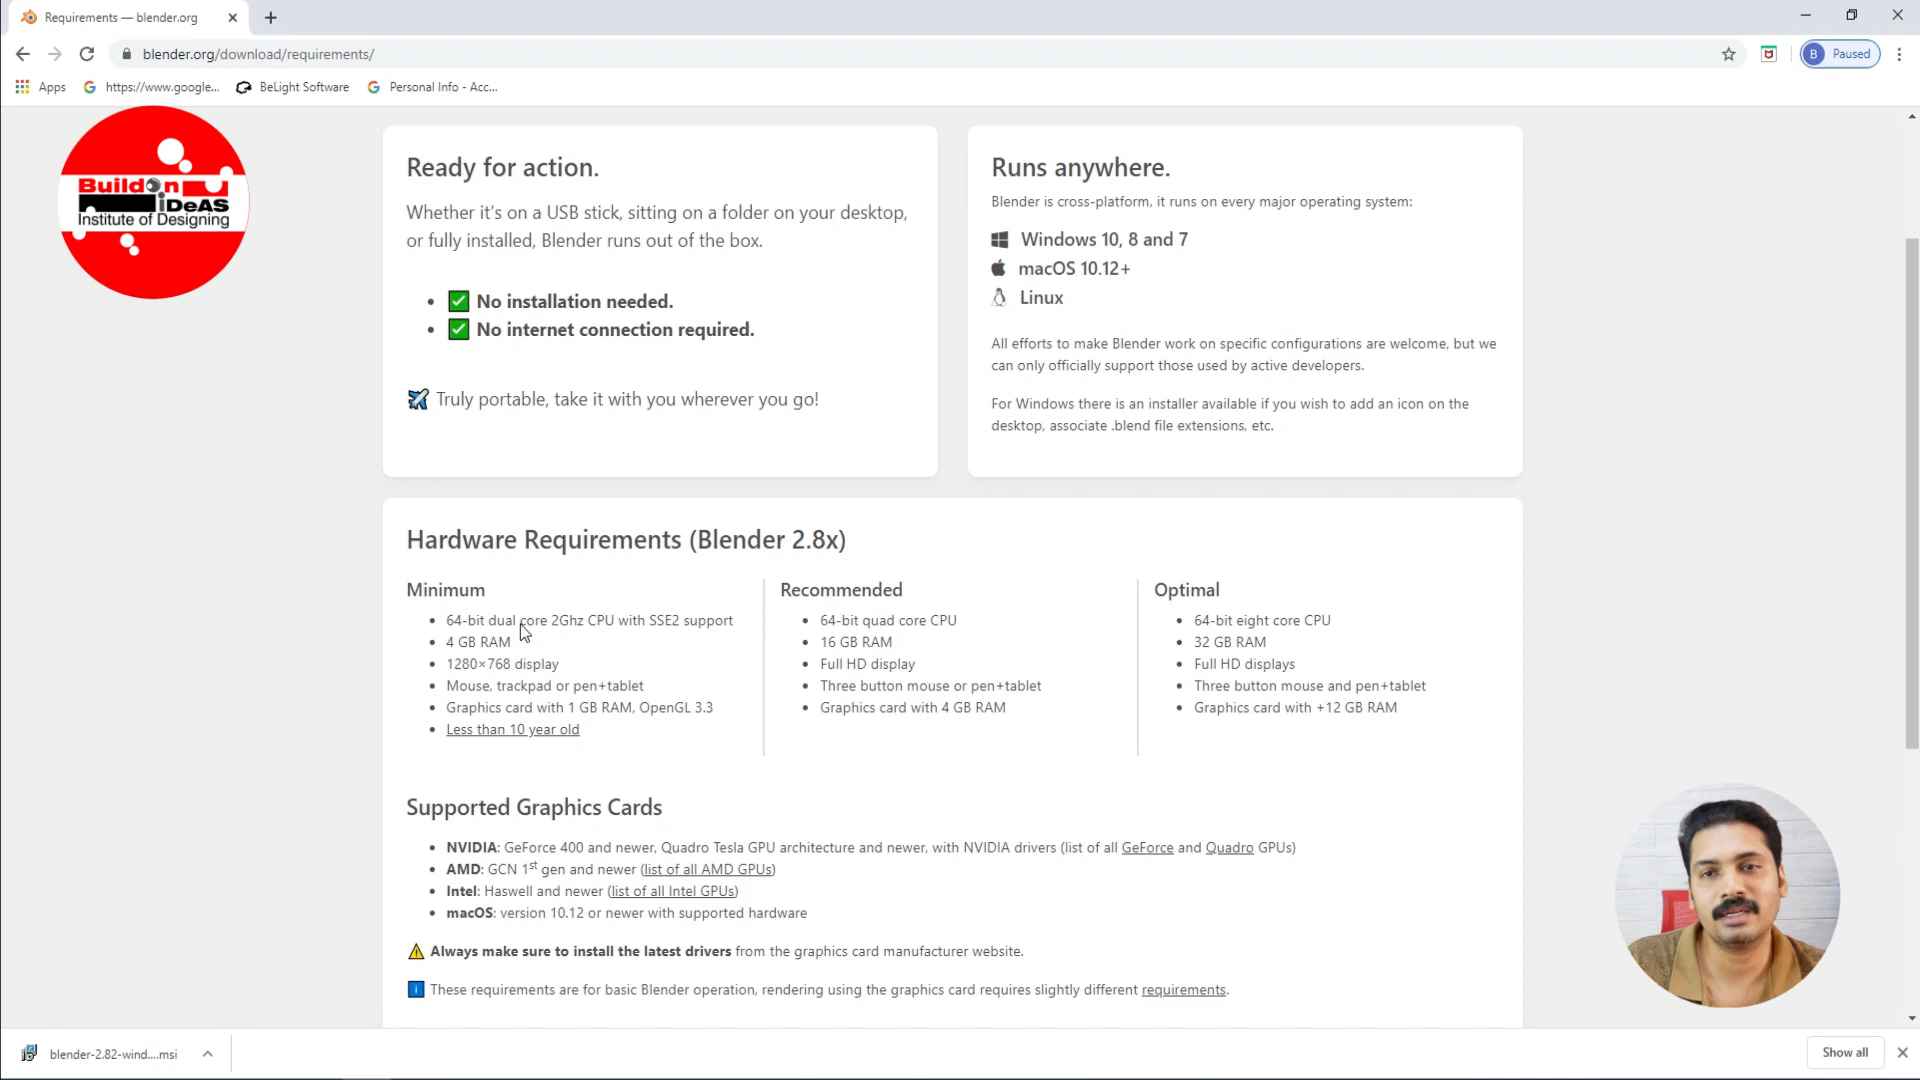 Requirements — blender.org
blender.org/download/requirements/
B Paused
Apps
https://www.google...
BeLight Software
Personal Info - Acc...
Buildon
iDeAS
Institute of Designing
Ready for action.
Whether it's on a USB stick, sitting on a folder on your desktop,
or fully installed, Blender runs out of the box.
No installation needed.
No internet connection required.
Truly portable, take it with you wherever you go!
Runs anywhere.
Blender is cross-platform, it runs on every major operating system:
Windows 10, 8 and 7
macOS 10.12+
Linux
All efforts to make Blender work on specific configurations are welcome, but we
can only officially support those used by active developers.
For Windows there is an installer available if you wish to add an icon on the
desktop, associate .blend file extensions, etc.
Hardware Requirements (Blender 2.8x)
Minimum
64-bit dual core 2Ghz CPU with SSE2 support
4 GB RAM
1280×768 display
Mouse, trackpad or pen+tablet
Graphics card with 1 GB RAM, OpenGL 3.3
Less than 10 year old
Recommended
64-bit quad core CPU
16 GB RAM
Full HD display
Three button mouse or pen+tablet
Graphics card with 4 GB RAM
Optimal
64-bit eight core CPU
32 GB RAM
Full HD displays
Three button mouse and pen+tablet
Graphics card with +12 GB RAM
Supported Graphics Cards
NVIDIA: GeForce 400 and newer, Quadro Tesla GPU architecture and newer, with NVIDIA drivers (list of all GeForce and Quadro GPUs)
AMD: GCN 1st gen and newer (list of all AMD GPUs)
Intel: Haswell and newer (list of all Intel GPUs)
macOS: version 10.12 or newer with supported hardware
Always make sure to install the latest drivers from the graphics card manufacturer website.
These requirements are for basic Blender operation, rendering using the graphics card requires slightly different requirements.
blender-2.82-wind....msi
Show all